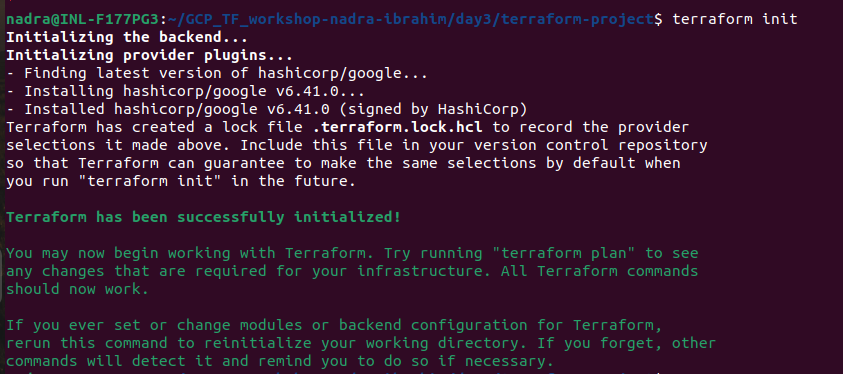 nadra@INL-F177PG3:~/GCP_TF_workshop-nadra-ibrahim/day3/terraform-project$ terraform init
Initializing the backend...
Initializing provider plugins...
- Finding latest version of hashicorp/google...
- Installing hashicorp/google v6.41.0...
- Installed hashicorp/google v6.41.0 (signed by HashiCorp)
Terraform has created a lock file .terraform.lock.hcl to record the provider
selections it made above. Include this file in your version control repository
so that Terraform can guarantee to make the same selections by default when
you run "terraform init" in the future.
Terraform has been successfully initialized!
You may now begin working with Terraform. Try running "terraform plan" to see
any changes that are required for your infrastructure. All Terraform commands
should now work.
If you ever set or change modules or backend configuration for Terraform,
rerun this command to reinitialize your working directory. If you forget, other
commands will detect it and remind you to do so if necessary.